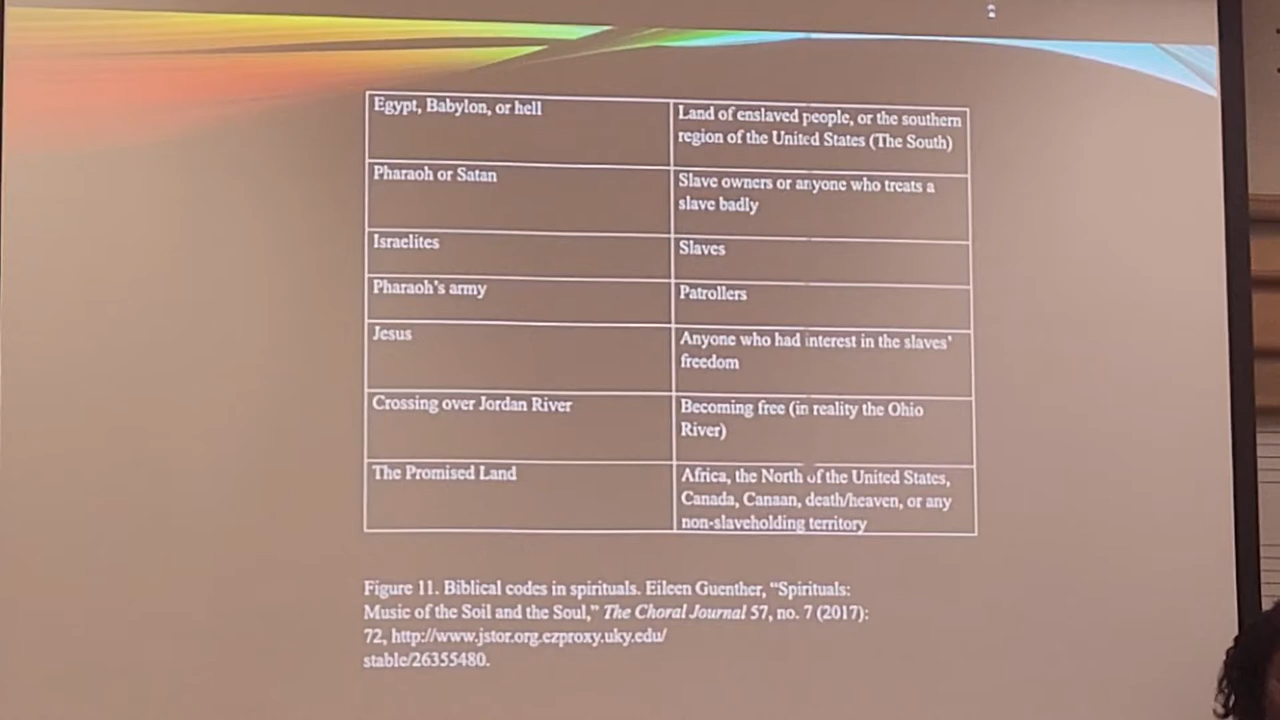 Egypt, Babylon, or hell
Land of enslaved people, or the southern
region of the United States (The South)
Pharaoh or Satan
Slave owners or anyone who treats a
slave badly
Israelites
Slaves
Pharaoh's army
Patrollers
Jesus
Anyone who had interest in the slaves'
freedom
Crossing over Jordan River
Becoming free (in reality the Ohio
River)
The Promised Land
Africa, the North of the United States,
Canada, Canaan, death/heaven, or any
non-slaveholding territory
Figure 11. Biblical codes in spirituals. Eileen Guenther, “Spirituals:
Music of the Soil and the Soul,” The Choral Journal 57, no. 7 (2017):
72, http://www.jstor.org.ezproxy.uky.edu/
stable/26355480.